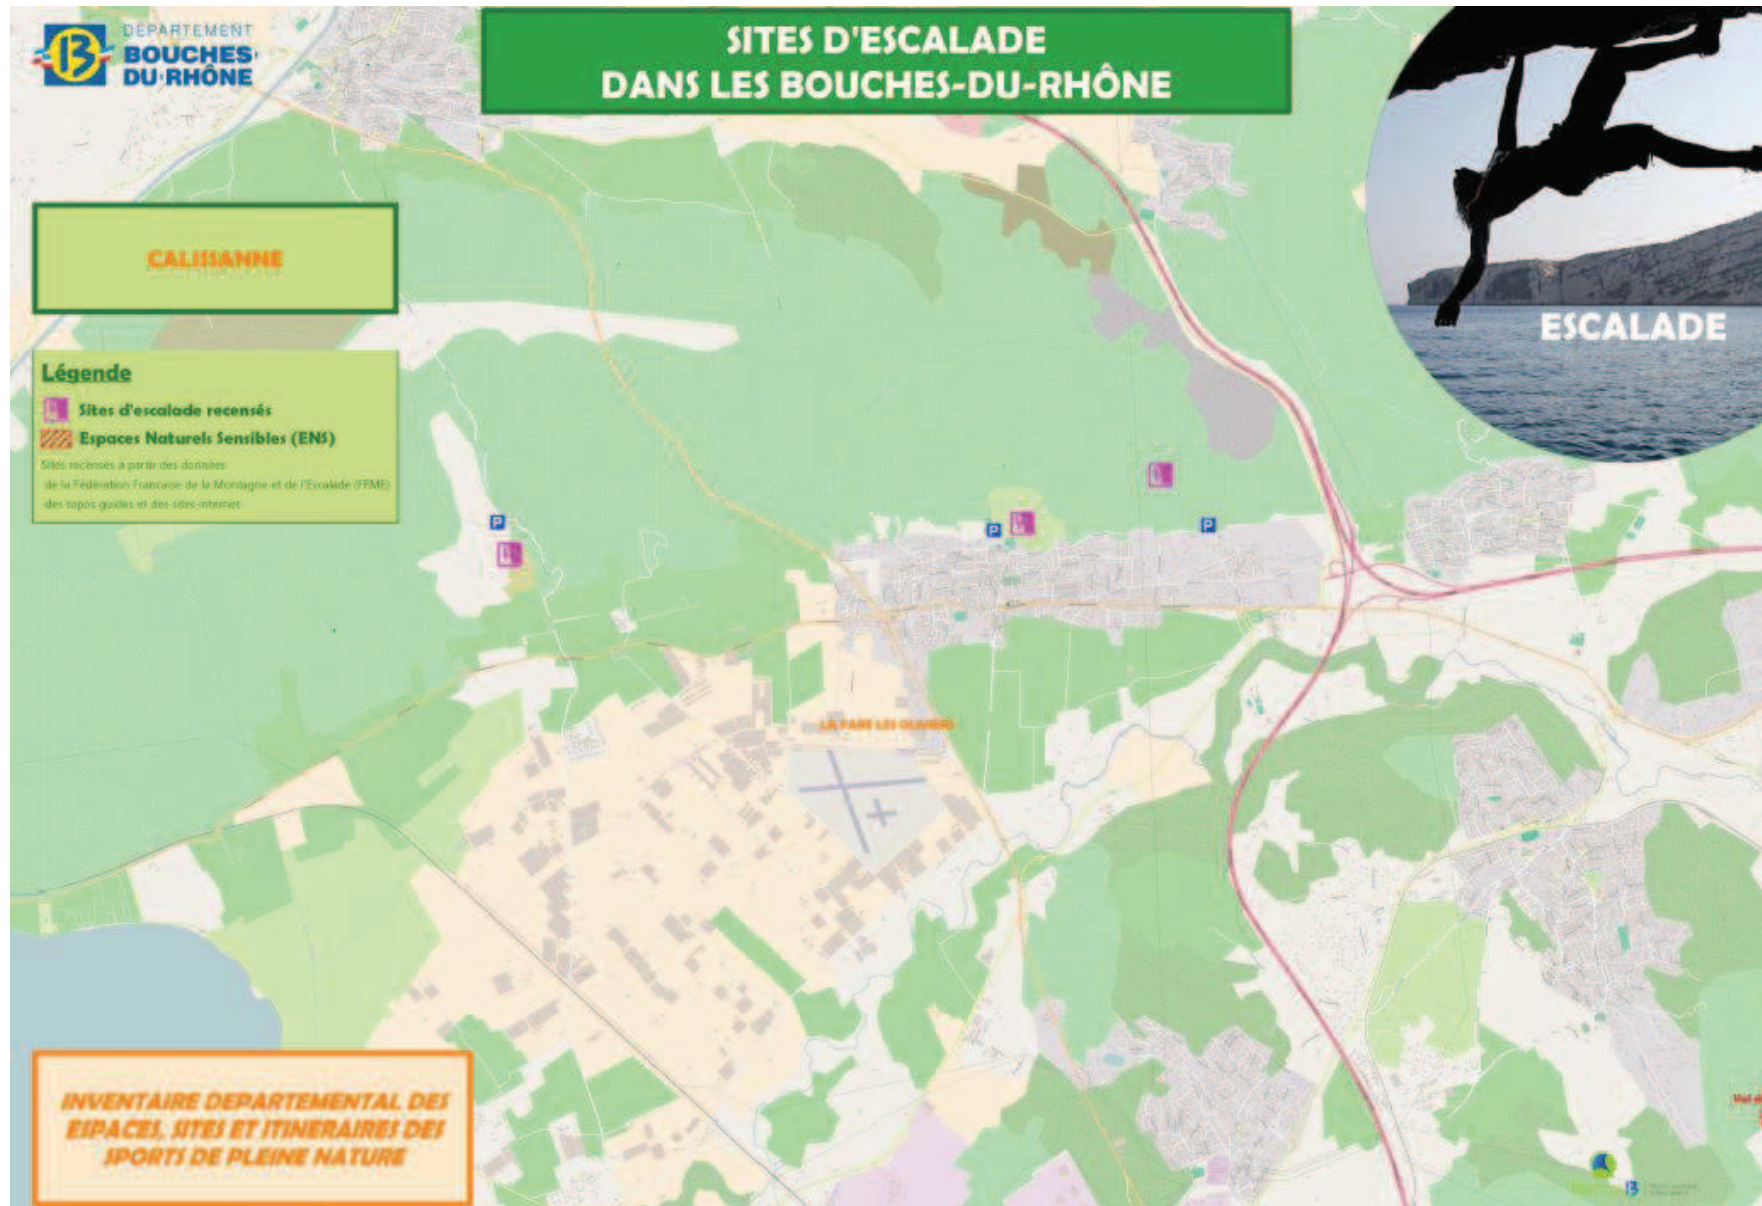 DÉPARTEMENT
BOUCHES-
DU-RHÔNE
13
SITES D'ESCALADE
DANS LES BOUCHES-DU-RHÔNE
ESCALADE
CALISSANNE
Légende
Sites d'escalade recensés
Espaces Naturels Sensibles (ENS)
Sites recensés à partir des données
de la Fédération Francaise de la Montagne et de l'Escalade (FFME)
des topos guides et des sites internet
P
P
P
LA FARE LES OLIVIERS
INVENTAIRE DEPARTEMENTAL DES
ESPACES, SITES ET ITINERAIRES DES
SPORTS DE PLEINE NATURE
13